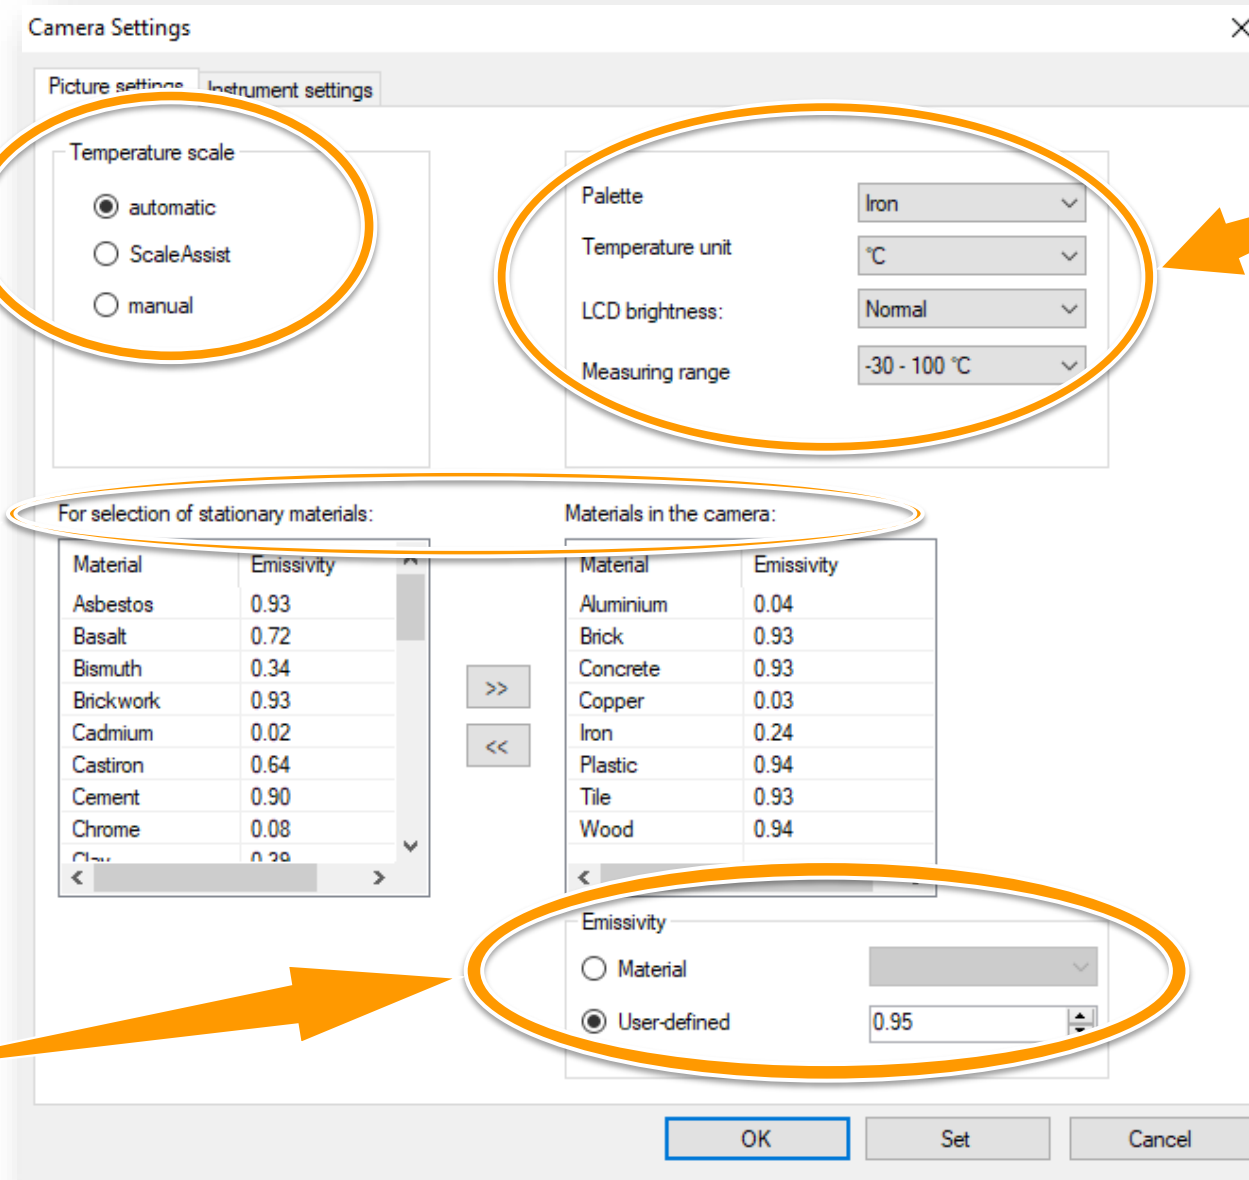 Camera Settings
Picture settings Instrument settings
Temperature scale
automatic
ScaleAssist
manual
Palette Iron
Temperature unit °C
LCD brightness: Normal
Measuring range -30 - 100 °C
For selection of stationary materials:
Material Emissivity
Asbestos 0.93
Basalt 0.72
Bismuth 0.34
Brickwork 0.93
Cadmium 0.02
Castiron 0.64
Cement 0.90
Chrome 0.08
Clay 0.39
>>
<<
Materials in the camera:
Material Emissivity
Aluminium 0.04
Brick 0.93
Concrete 0.93
Copper 0.03
Iron 0.24
Plastic 0.94
Tile 0.93
Wood 0.94
Emissivity
Material
User-defined 0.95
OK Set Cancel